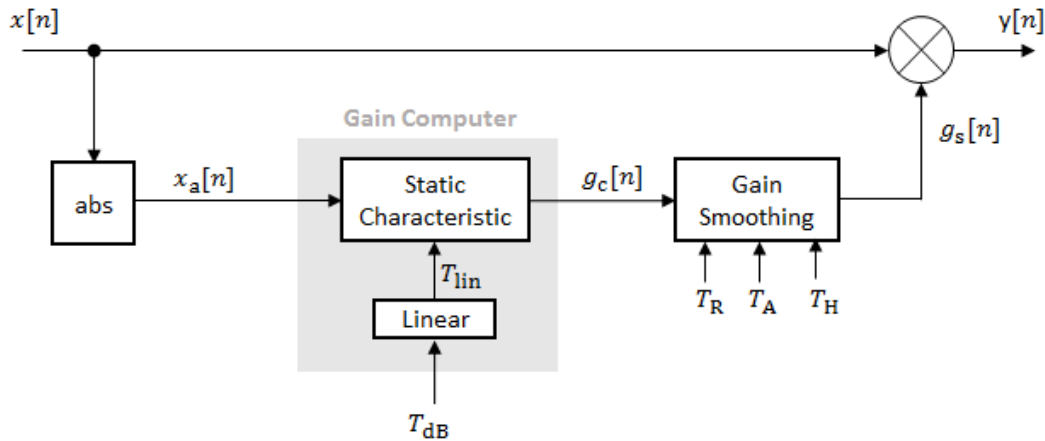 x[n]
y[n]
Gain Computer
g_s[n]
abs
x_a[n]
Static
Characteristic
g_c[n]
Gain
Smoothing
T_lin
Linear
T_R
T_A
T_H
T_dB